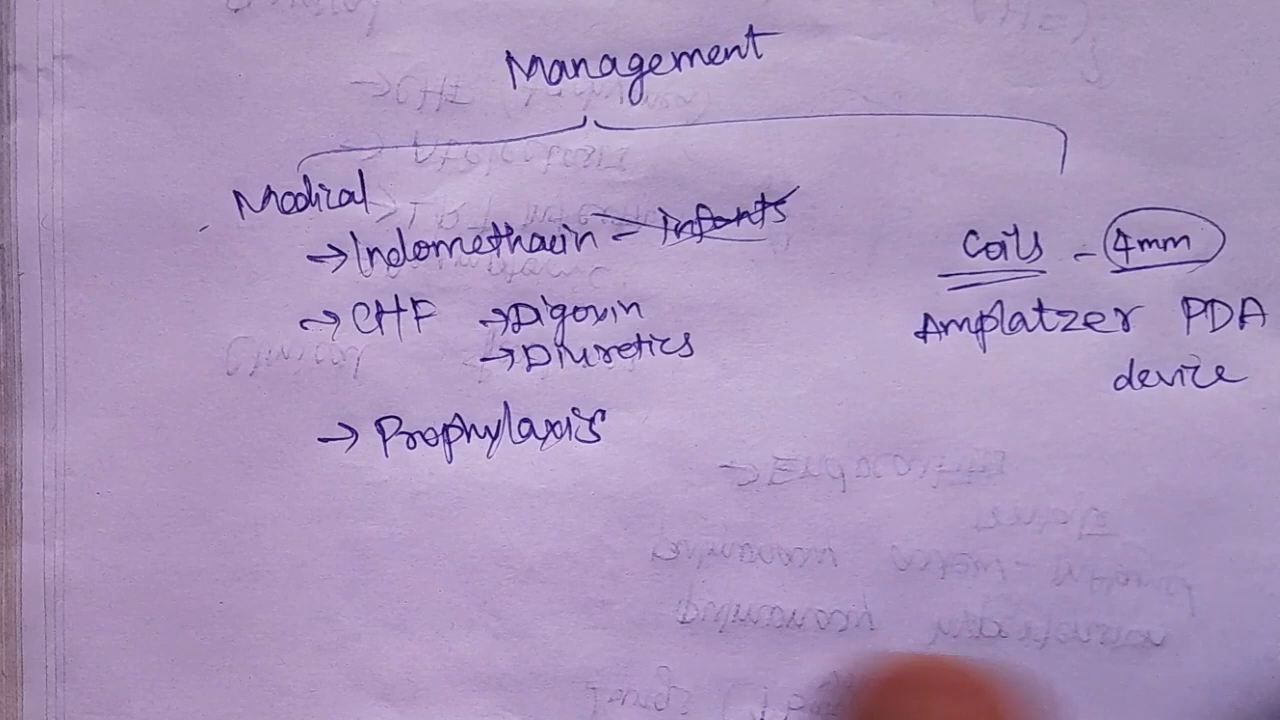 Management
Medical
→ Indomethacin - Infants
→ CHF → Digoxin
→ Diuretics
→ Prophylaxis
Coils - 4mm
Amplatzer PDA
device